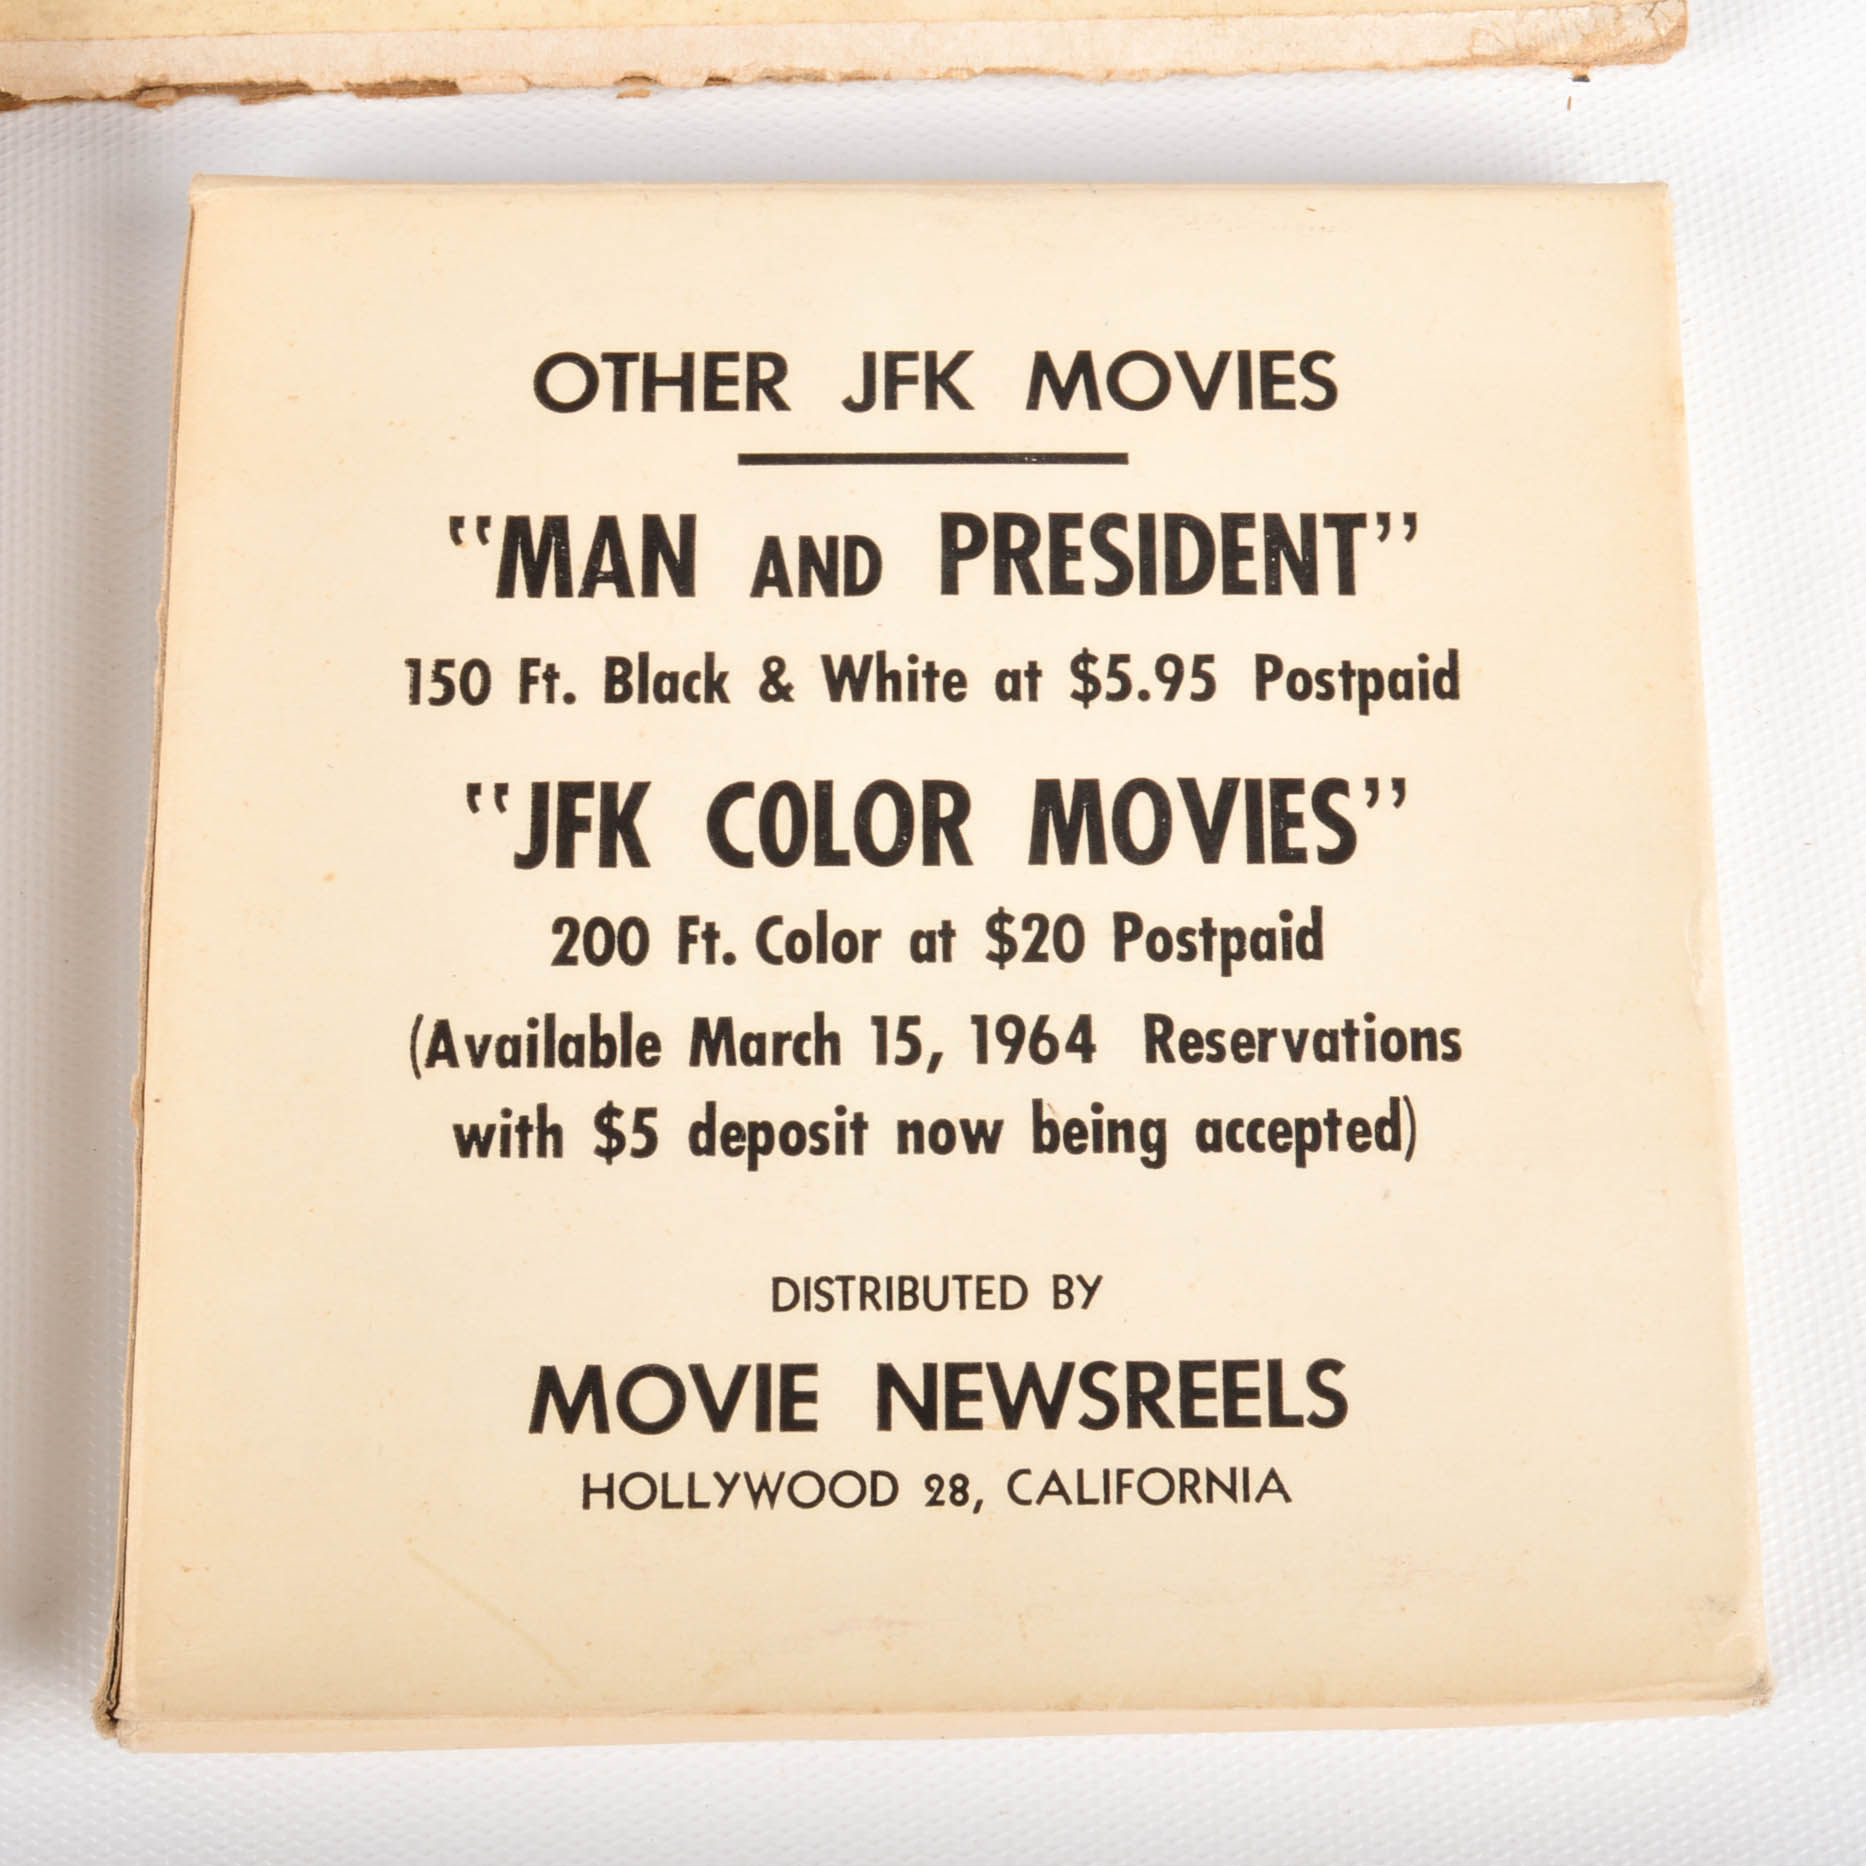 OTHER JFK MOVIES
"MAN AND PRESIDENT"
150 Ft. Black & White at $5.95 Postpaid
"JFK COLOR MOVIES"
200 Ft. Color at $20 Postpaid
(Available March 15, 1964 Reservations
with $5 deposit now being accepted)
DISTRIBUTED BY
MOVIE NEWSREELS
HOLLYWOOD 28, CALIFORNIA